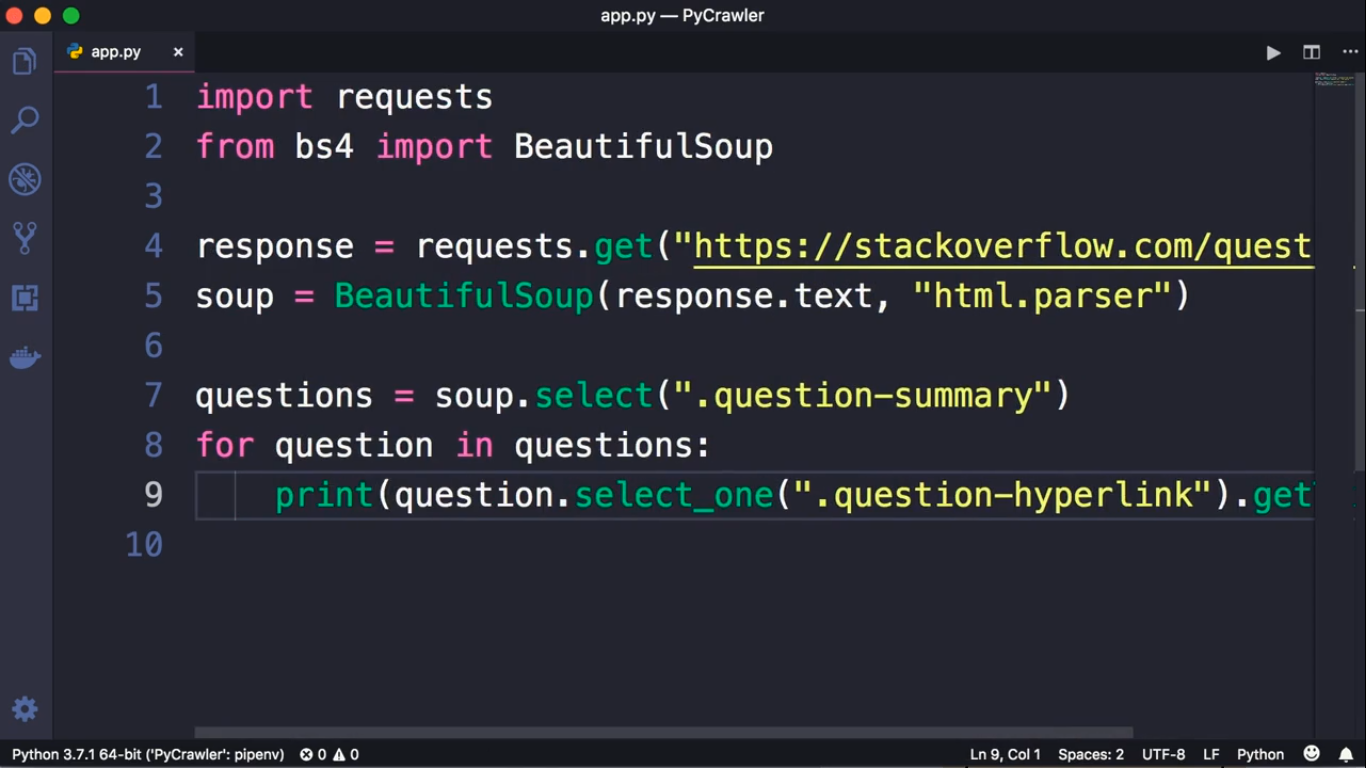 app.py — PyCrawler
app.py ×
1 import requests
2 from bs4 import BeautifulSoup
3
4 response = requests.get("https://stackoverflow.com/quest
5 soup = BeautifulSoup(response.text, "html.parser")
6
7 questions = soup.select(".question-summary")
8 for question in questions:
9 print(question.select_one(".question-hyperlink").get
10
Python 3.7.1 64-bit ('PyCrawler': pipenv) 0 0 Ln 9, Col 1 Spaces: 2 UTF-8 LF Python